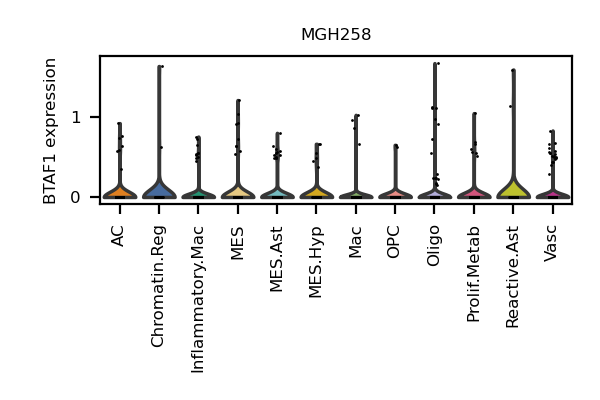 MGH258
BTAF1 expression
1
0
AC
Chromatin.Reg
Inflammatory.Mac
MES
MES.Ast
MES.Hyp
Mac
OPC
Oligo
Prolif.Metab
Reactive.Ast
Vasc